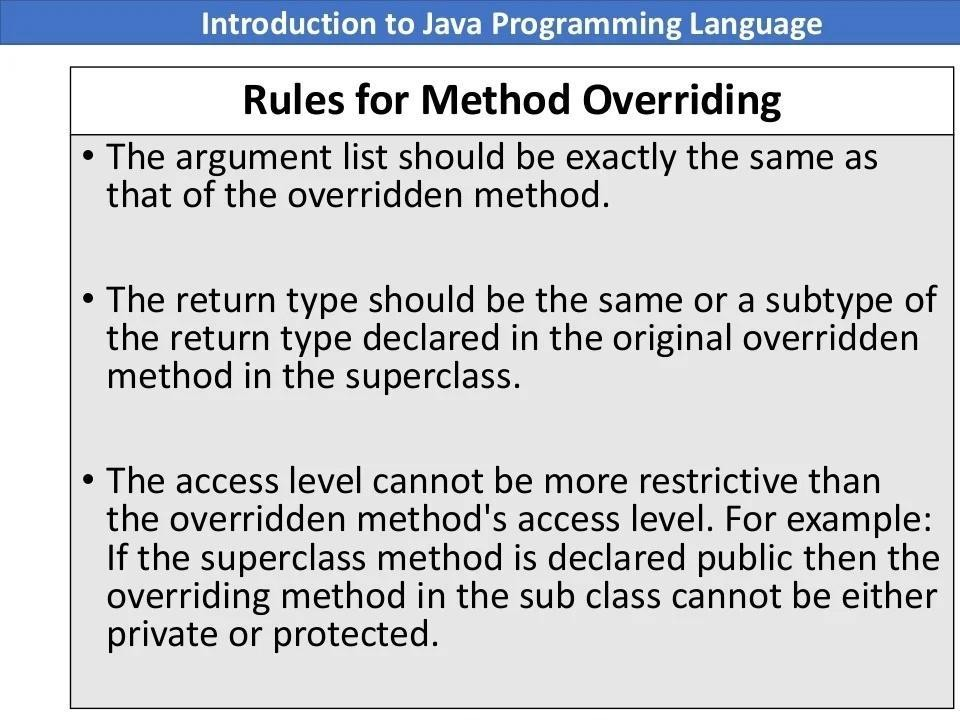 Introduction to Java Programming Language
Rules for Method Overriding
• The argument list should be exactly the same as
that of the overridden method.
• The return type should be the same or a subtype of
the return type declared in the original overridden
method in the superclass.
• The access level cannot be more restrictive than
the overridden method's access level. For example:
If the superclass method is declared public then the
overriding method in the sub class cannot be either
private or protected.